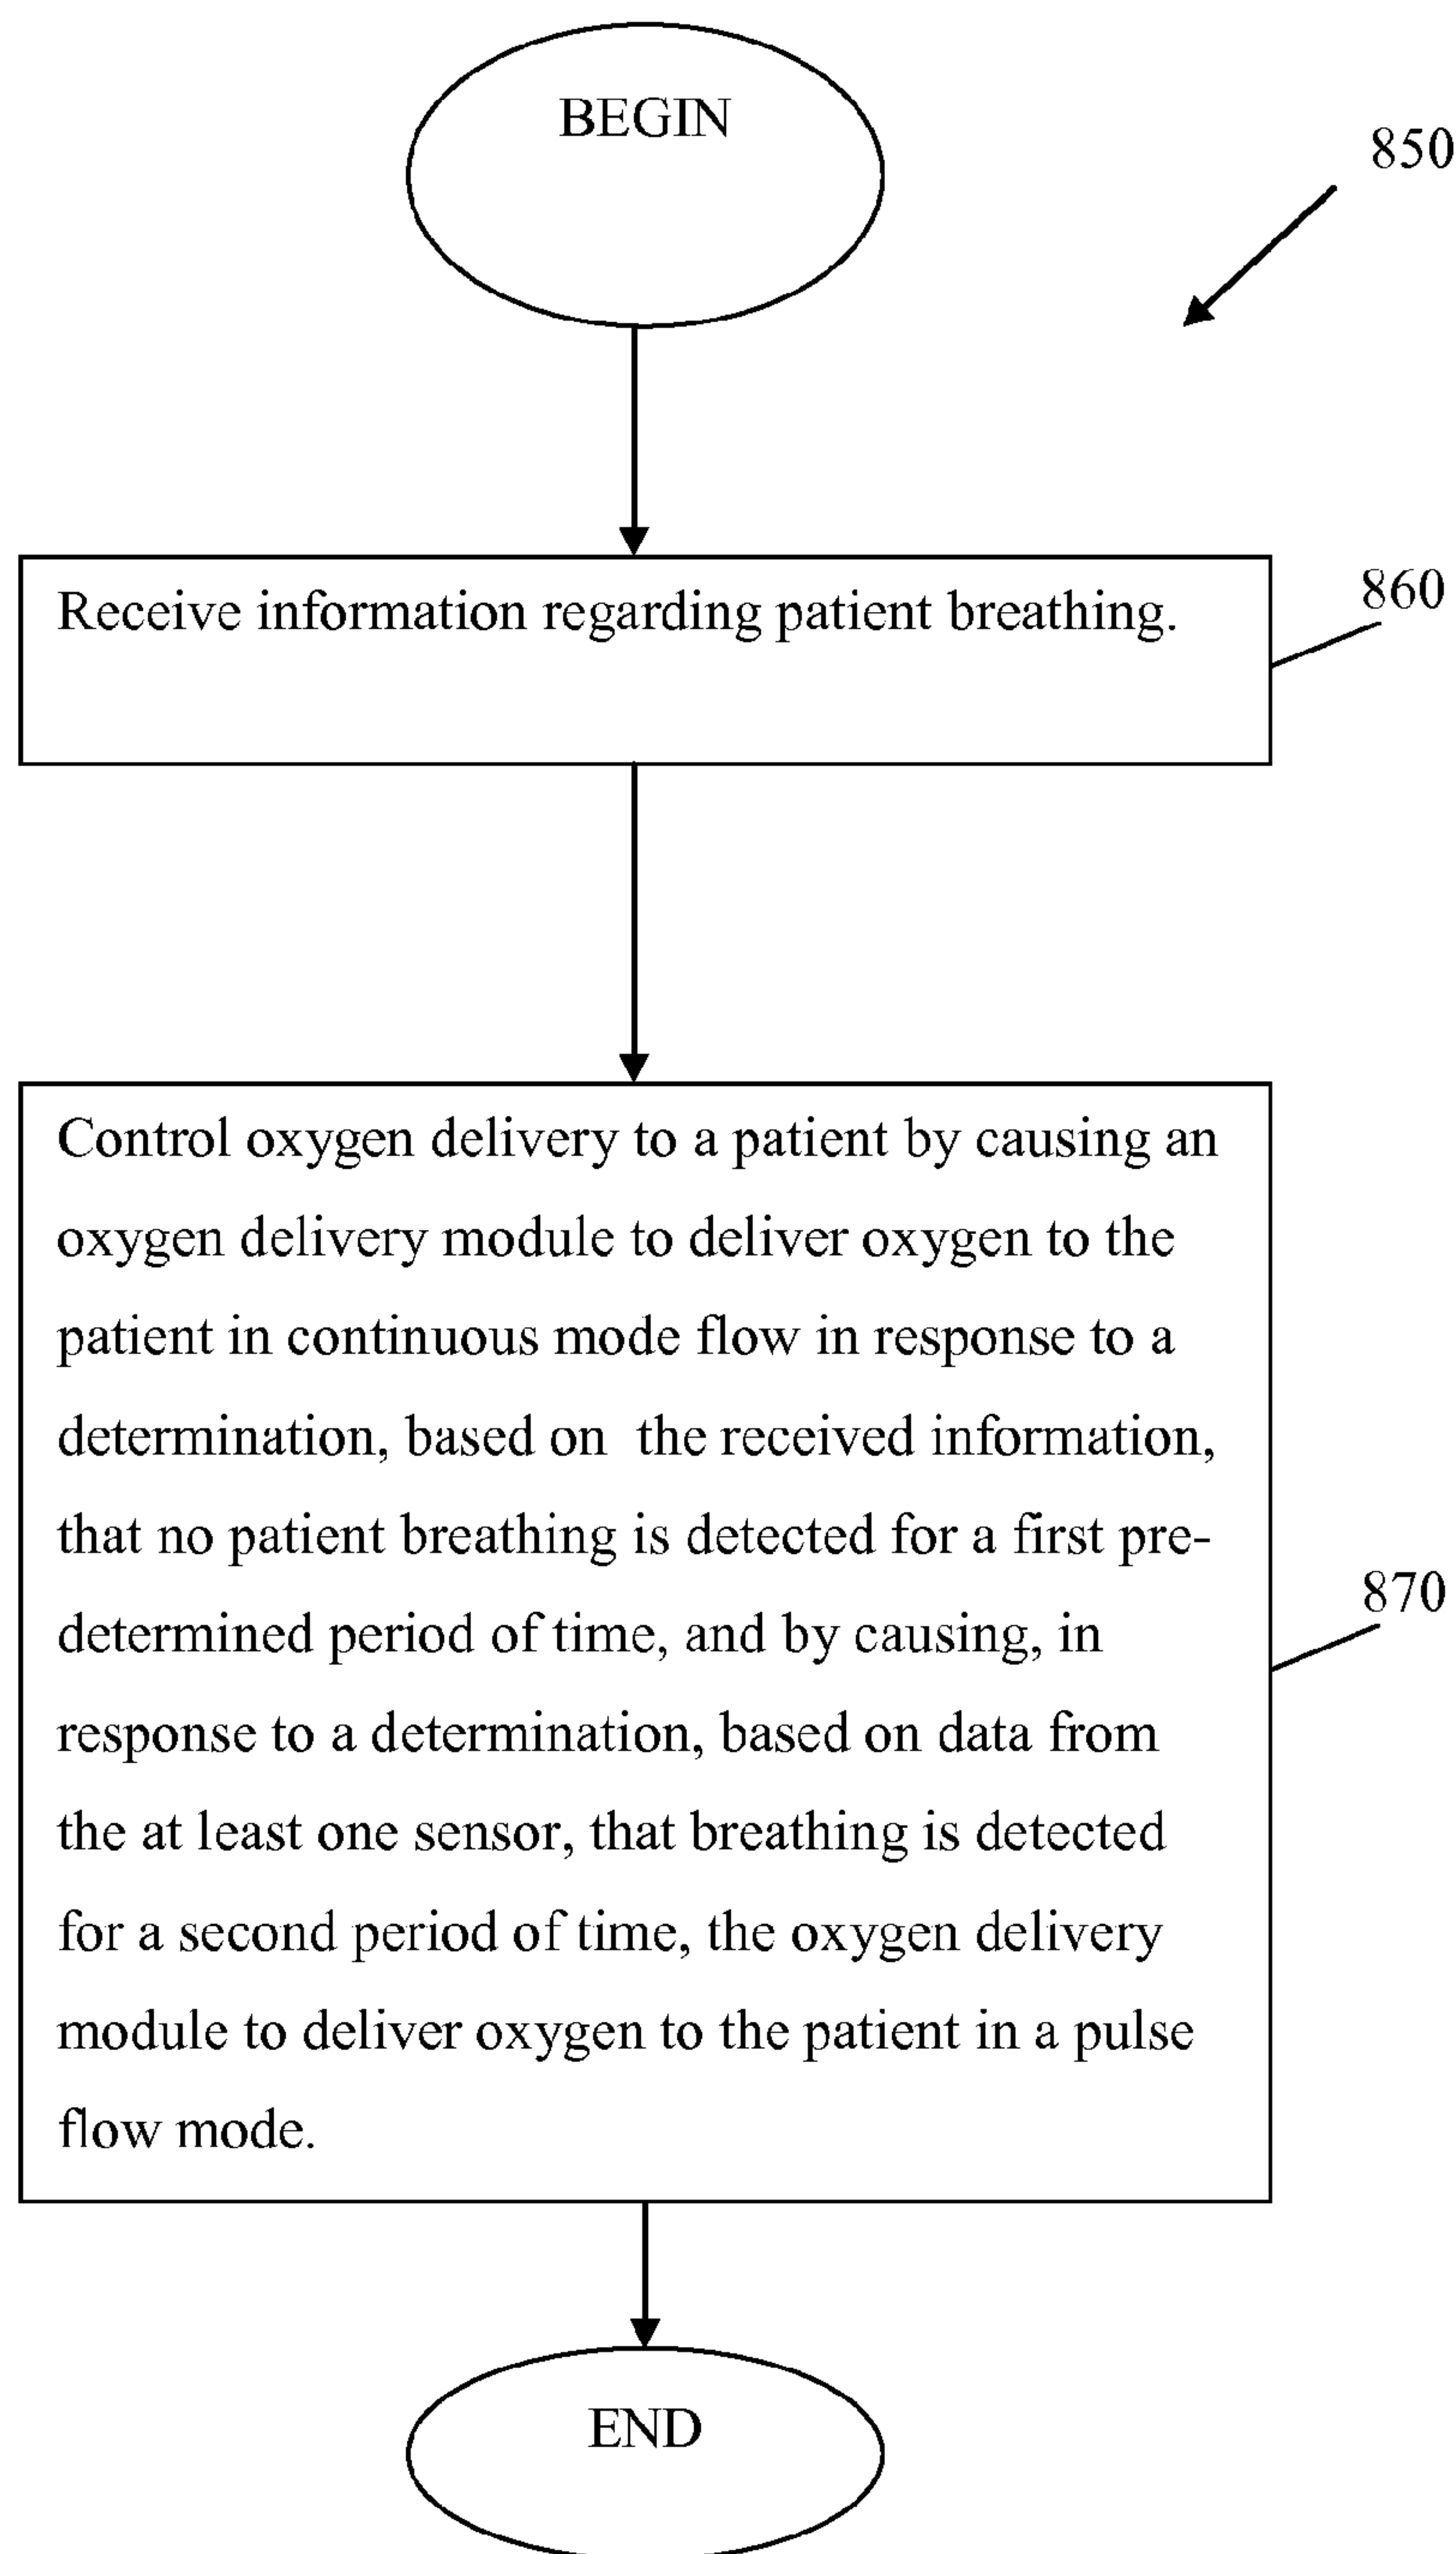 BEGIN
850
Receive information regarding patient breathing.
860
Control oxygen delivery to a patient by causing an
oxygen delivery module to deliver oxygen to the
patient in continuous mode flow in response to a
determination, based on  the received information,
that no patient breathing is detected for a first pre-
determined period of time, and by causing, in
response to a determination, based on data from
the at least one sensor, that breathing is detected
for a second period of time, the oxygen delivery
module to deliver oxygen to the patient in a pulse
flow mode.
870
END